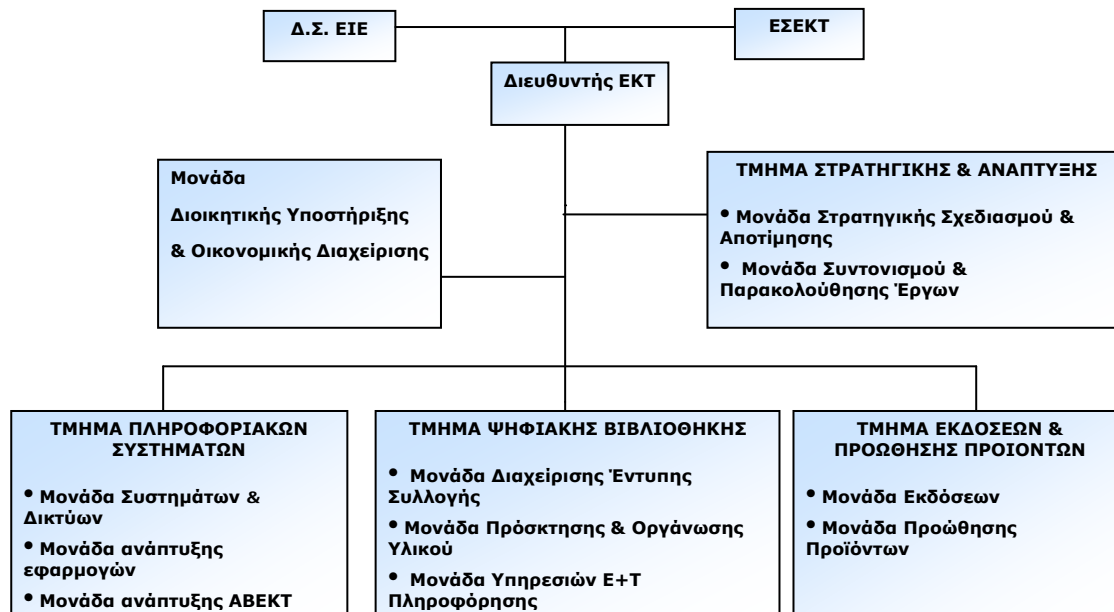 Δ.Σ. ΕΙΕ
ΕΣΕΚΤ
Διευθυντής ΕΚΤ
Μονάδα
Διοικητικής Υποστήριξης
& Οικονομικής Διαχείρισης
ΤΜΗΜΑ ΣΤΡΑΤΗΓΙΚΗΣ & ΑΝΑΠΤΥΞΗΣ
• Μονάδα Στρατηγικής Σχεδιασμού &
Αποτίμησης
• Μονάδα Συντονισμού &
Παρακολούθησης Έργων
ΤΜΗΜΑ ΠΛΗΡΟΦΟΡΙΑΚΩΝ
ΣΥΣΤΗΜΑΤΩΝ
• Μονάδα Συστημάτων &
Δικτύων
• Μονάδα ανάπτυξης
εφαρμογών
• Μονάδα ανάπτυξης ΑΒΕΚΤ
ΤΜΗΜΑ ΨΗΦΙΑΚΗΣ ΒΙΒΛΙΟΘΗΚΗΣ
• Μονάδα Διαχείρισης Έντυπης
Συλλογής
• Μονάδα Πρόσκτησης & Οργάνωσης
Υλικού
• Μονάδα Υπηρεσιών Ε+Τ
Πληροφόρησης
ΤΜΗΜΑ ΕΚΔΟΣΕΩΝ &
ΠΡΟΩΘΗΣΗΣ ΠΡΟΙΟΝΤΩΝ
• Μονάδα Εκδόσεων
• Μονάδα Προώθησης
Προϊόντων